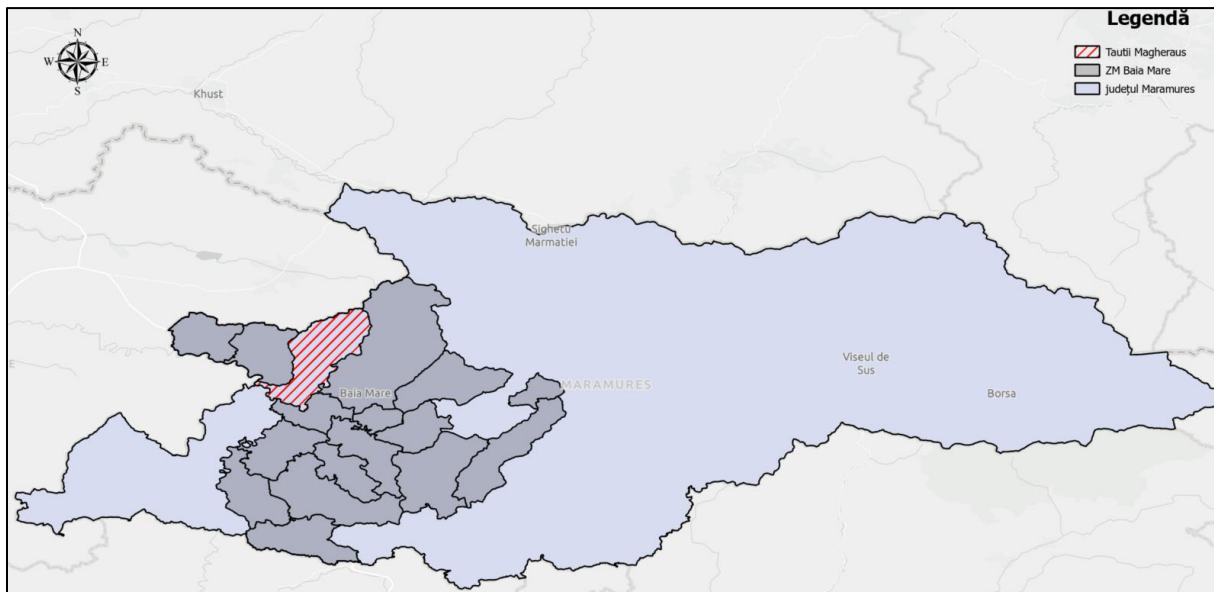 Legendă
Tautii Magheraus
ZM Baia Mare
județul Maramures
N
W
E
S
Khust
Sighetu
Marmatiei
Viseul de
Sus
MARAMURES
Baia Mare
Borsa